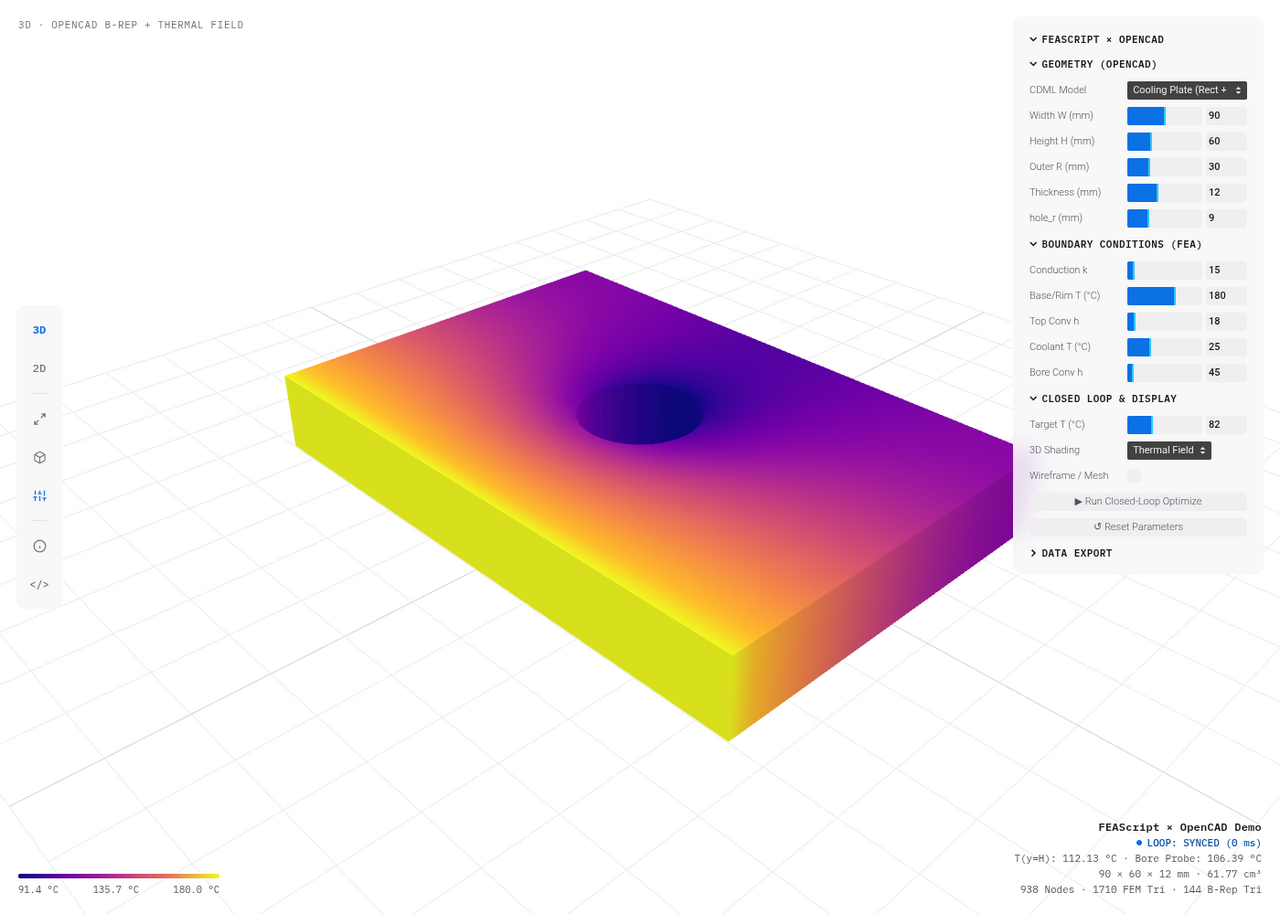 3D · OPENCAD B-REP + THERMAL FIELD
FEASCRIPT × OPENCAD
GEOMETRY (OPENCAD)
CDML Model Cooling Plate (Rect +
Width W (mm) 90
Height H (mm) 60
Outer R (mm) 30
Thickness (mm) 12
hole_r (mm) 9
BOUNDARY CONDITIONS (FEA)
Conduction k 15
Base/Rim T (°C) 180
Top Conv h 18
Coolant T (°C) 25
Bore Conv h 45
CLOSED LOOP & DISPLAY
Target T (°C) 82
3D Shading Thermal Field
Wireframe / Mesh
▶ Run Closed-Loop Optimize
↺ Reset Parameters
DATA EXPORT
3D
2D
</>
91.4 °C 135.7 °C 180.0 °C
FEAScript × OpenCAD Demo
● LOOP: SYNCED (0 ms)
T(y=H): 112.13 °C · Bore Probe: 106.39 °C
90 × 60 × 12 mm · 61.77 cm³
938 Nodes · 1710 FEM Tri · 144 B-Rep Tri